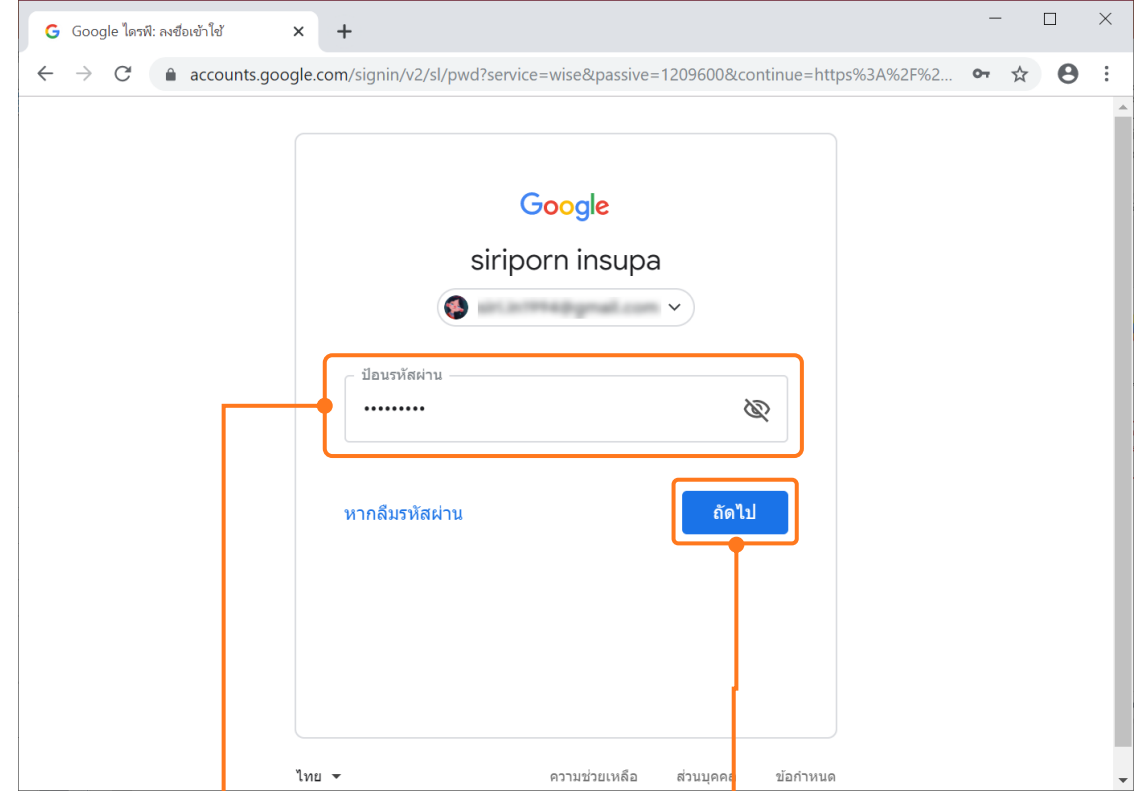 Google ไดรฟ์: ลงชื่อเข้าใช้
accounts.google.com/signin/v2/sl/pwd?service=wise&passive=1209600&continue=https%3A%2F%2...
Google
siriporn insupa
ป้อนรหัสผ่าน
•••••••••
หากลืมรหัสผ่าน
ถัดไป
ไทย
ความช่วยเหลือ ส่วนบุคคล ข้อกำหนด